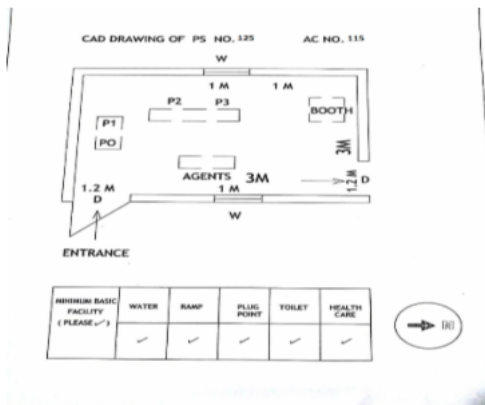 CAD DRAWING OF PS NO. 125 AC NO. 115
W
1 M 1 M
P2 P3 BOOTH
P1
PO
3M
AGENTS 3M
1.2 M 1 M 1.2 M D
D
W
ENTRANCE
MINIMUM BASIC FACILITY (PLEASE ✓) WATER RAMP PLUG POINT TOILET HEALTH CARE
✓ ✓ ✓ ✓ ✓